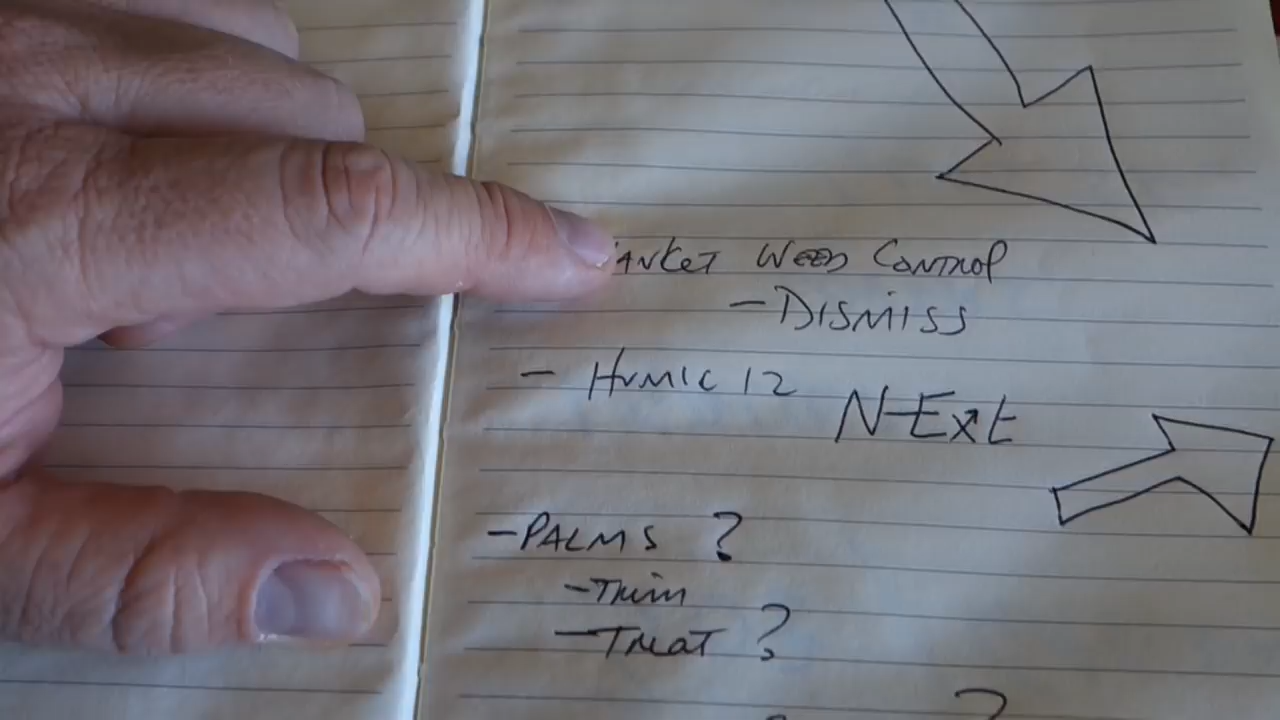 Weed Control
- Dismiss
- Humic 12
NExt
- Palms ?
- Trim
- Treat ?
?